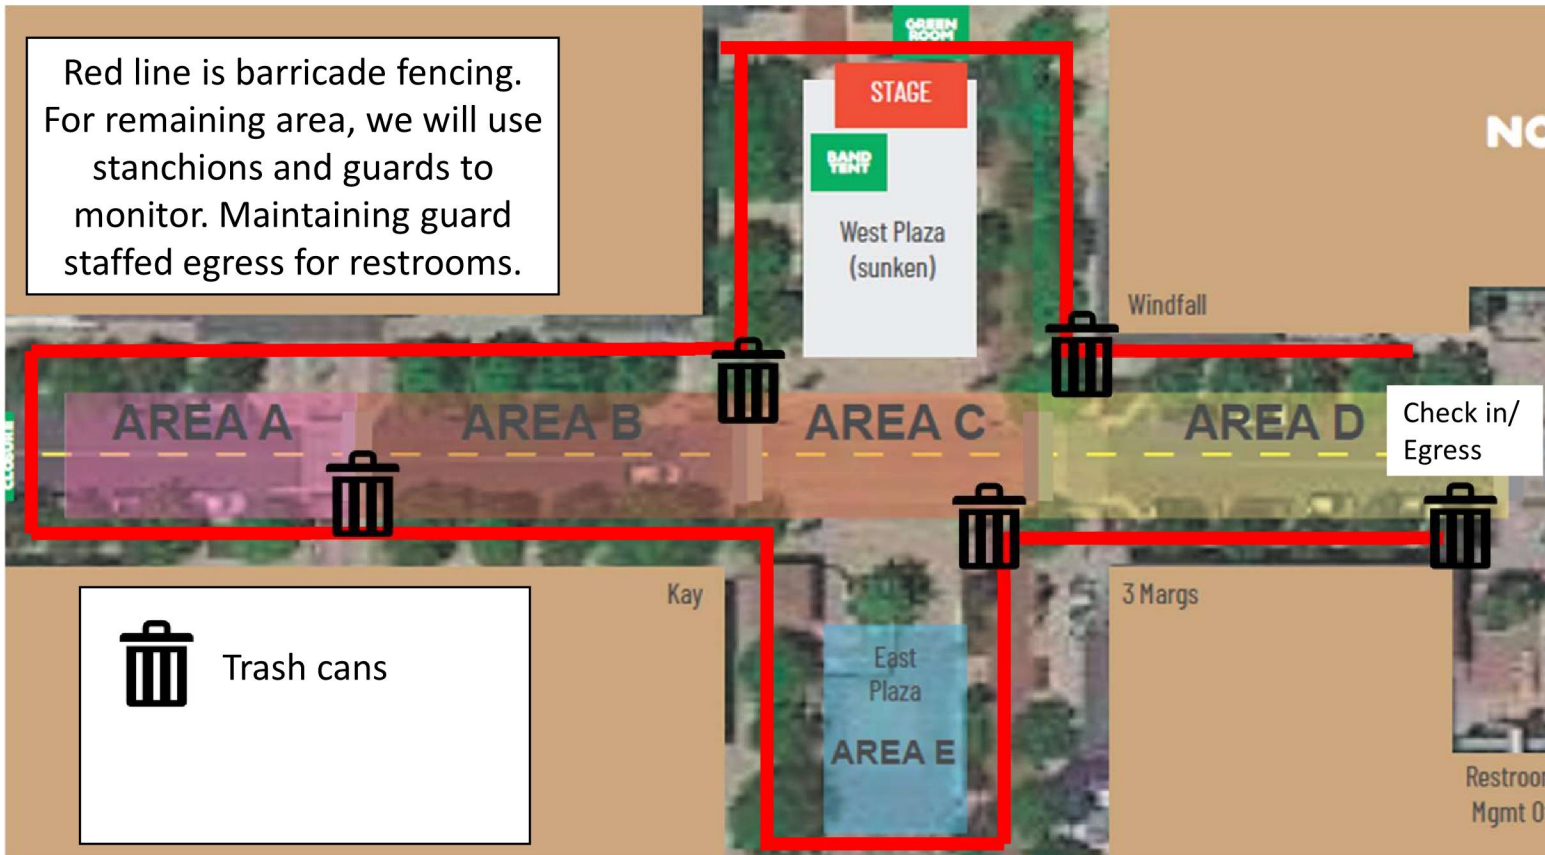 Red line is barricade fencing.
For remaining area, we will use
stanchions and guards to
monitor. Maintaining guard
staffed egress for restrooms.
GREEN
ROOM
STAGE
BAND
TENT
West Plaza
(sunken)
Windfall
CLOSURE
AREA A
AREA B
AREA C
AREA D
Check in/
Egress
Kay
3 Margs
Trash cans
East
Plaza
AREA E
Mgmt